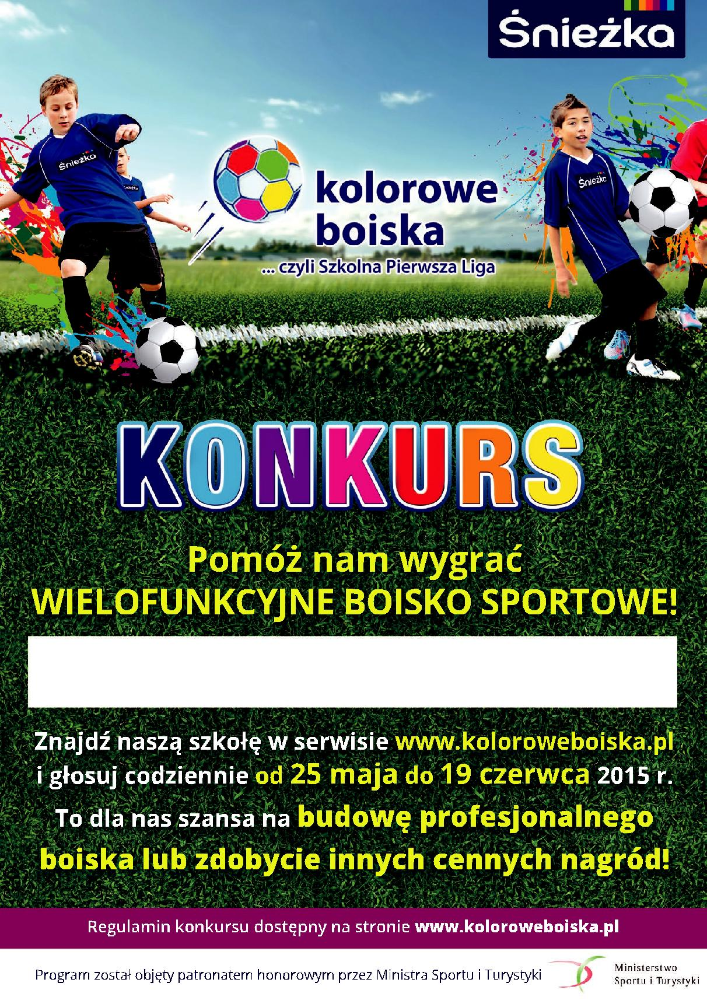 Śnieżka
Śnieżka
Śnieżka
Śnieżka
kolorowe
boiska
... czyli Szkolna Pierwsza Liga
KONKURS
Pomóż nam wygrać
WIELOFUNKCYJNE BOISKO SPORTOWE!
Znajdź naszą szkołę w serwisie www.koloroweboiska.pl
i głosuj codziennie od 25 maja do 19 czerwca 2015 r.
To dla nas szansa na budowę profesjonalnego
boiska lub zdobycie innych cennych nagród!
Regulamin konkursu dostępny na stronie www.koloroweboiska.pl
Program został objęty patronatem honorowym przez Ministra Sportu i Turystyki
Ministerstwo
Sportu i Turystyki